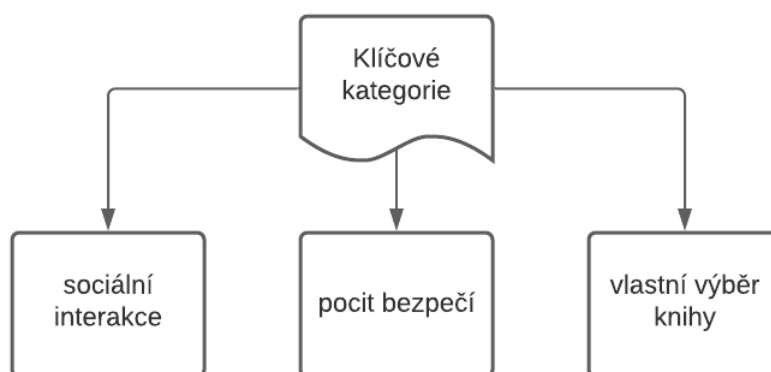 Klíčové
kategorie
sociální
interakce
pocit bezpečí
vlastní výběr
knihy